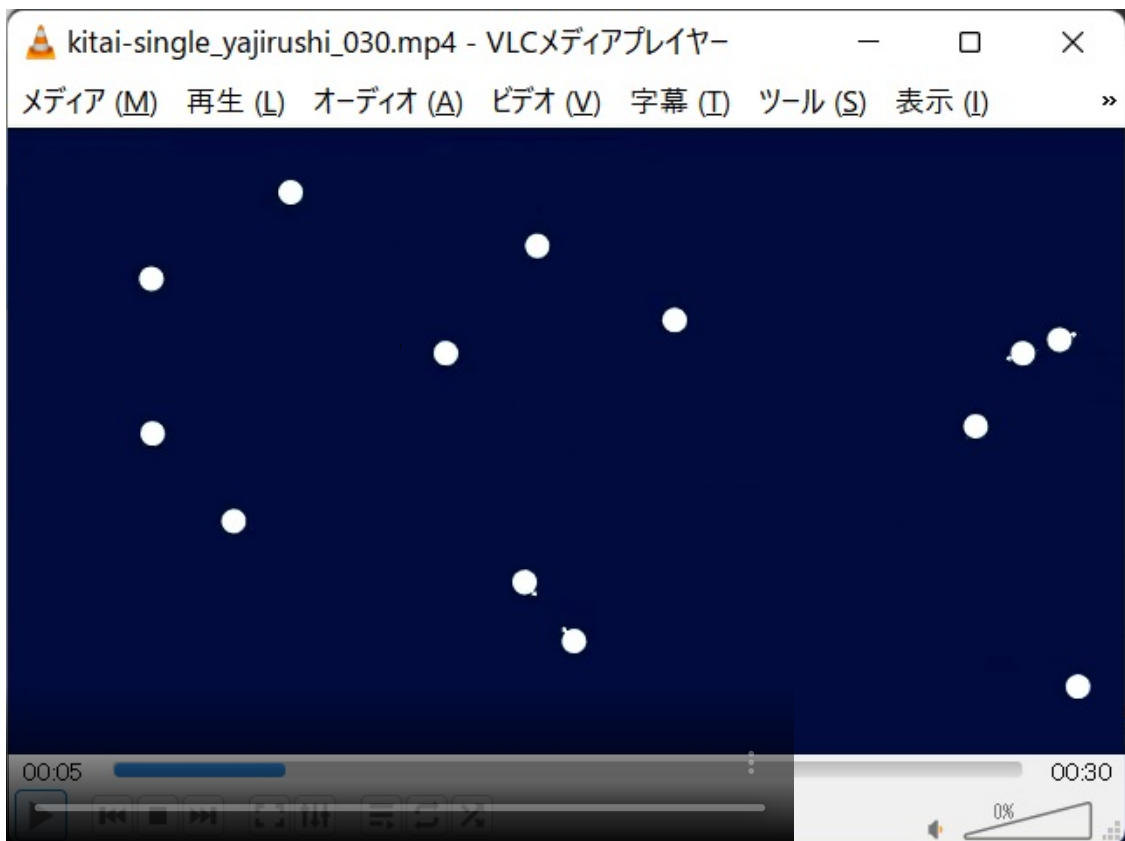 kitai-single_yajirushi_030.mp4 - VLCメディアプレイヤー
メディア (M) 再生 (L) オーディオ (A) ビデオ (V) 字幕 (T) ツール (S) 表示 (I) »
00:05 00:30
0%